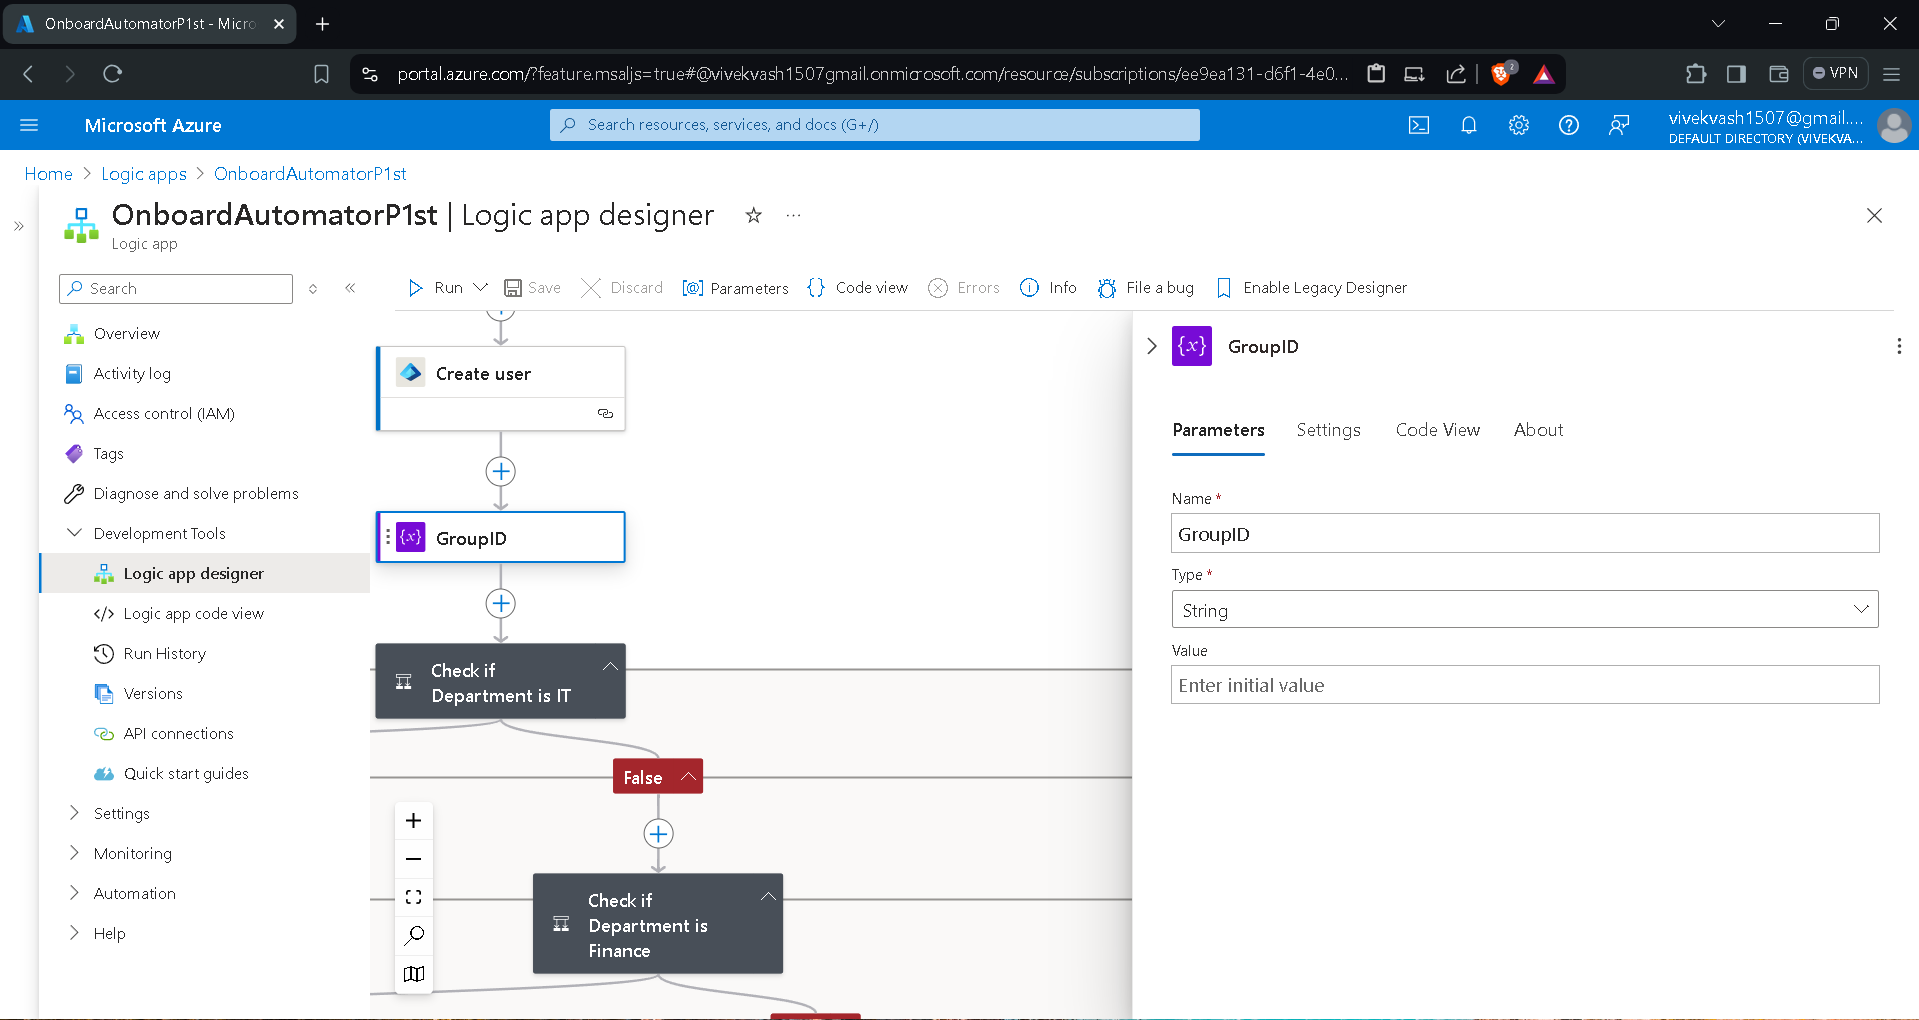 OnboardAutomatorP1st - Micro
portal.azure.com/?feature.msaljs=true#@vivekvash1507gmail.onmicrosoft.com/resource/subscriptions/ee9ea131-d6f1-4e0...
2
VPN
Microsoft Azure
Search resources, services, and docs (G+/)
vivekvash1507@gmail....
DEFAULT DIRECTORY (VIVEKVA...
Home > Logic apps > OnboardAutomatorP1st
OnboardAutomatorP1st | Logic app designer
Logic app
Search
Run
Save
Discard
Parameters
Code view
Errors
Info
File a bug
Enable Legacy Designer
Overview
Activity log
Access control (IAM)
Tags
Diagnose and solve problems
Development Tools
Logic app designer
Logic app code view
Run History
Versions
API connections
Quick start guides
Settings
Monitoring
Automation
Help
Create user
GroupID
Check if
Department is IT
False
Check if
Department is
Finance
GroupID
Parameters
Settings
Code View
About
Name *
GroupID
Type *
String
Value
Enter initial value